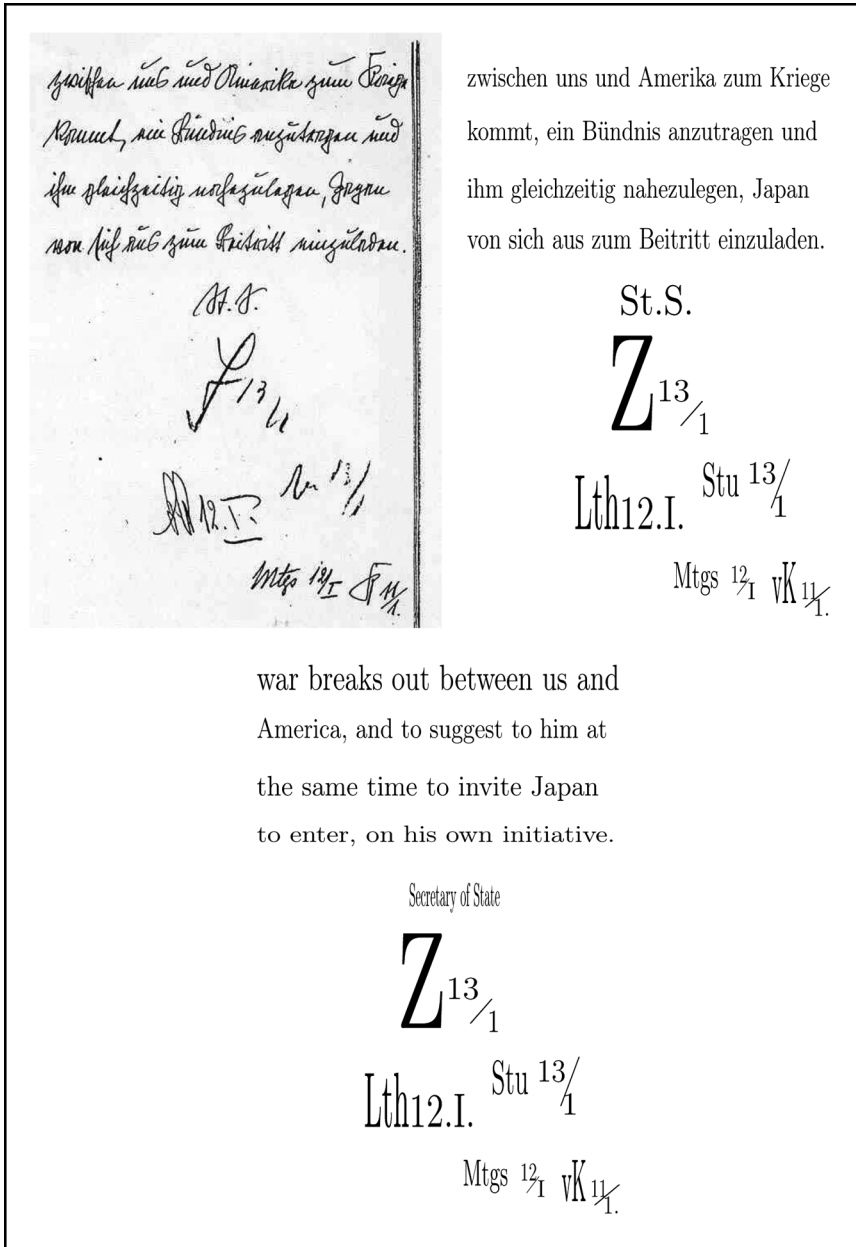 zwischen uns und Amerika zum Kriege
kommt, ein Bündnis anzutragen und
ihm gleichzeitig nahezulegen, Japan
von sich aus zum Beitritt einzuladen.
St. S.
Z 13/1
Lth 12.I. Stu 13/1
Mtgs 12/I vK 11/1.
zwischen uns und Amerika zum Kriege
kommt, ein Bündnis anzutragen und
ihm gleichzeitig nahezulegen, Japan
von sich aus zum Beitritt einzuladen.
St.S.
Z 13/1
Lth12.I. Stu 13/1
Mtgs 12/I vK 11/1.
war breaks out between us and
America, and to suggest to him at
the same time to invite Japan
to enter, on his own initiative.
Secretary of State
Z 13/1
Lth12.I. Stu 13/1
Mtgs 12/I vK 11/1.